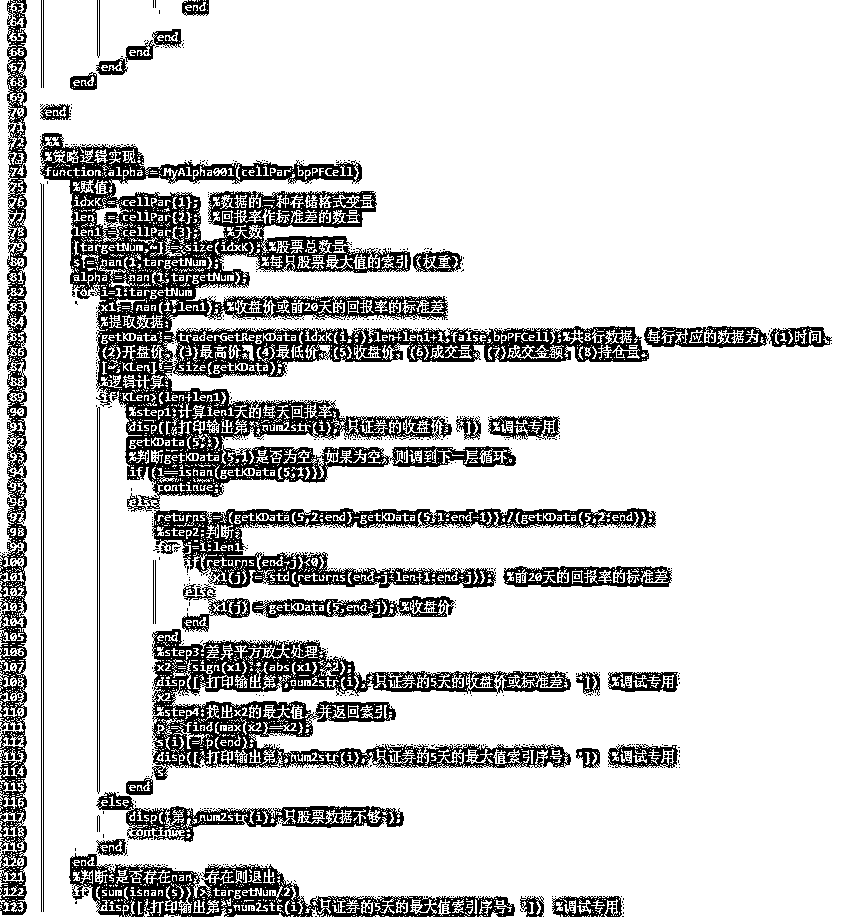 63 end
64
65 end
66 end
67 end
68 end
69
70 end
71
72 %%
73 %策略逻辑实现;
74 function alpha = MyAlpha001(cellPar,bpPFCell)
75 %赋值;
76 idxK = cellPar{1}; %数据的一种存储格式变量
77 len = cellPar{2}; %回报率作标准差的数量
78 len1 = cellPar{3}; %天数
79 [targetNum,~] = size(idxK); %股票总数量
80 s = nan(1,targetNum); %每只股票最大值的索引（权重）
81 alpha = nan(1,targetNum);
82 for i=1:targetNum
83 x1 = nan(1,len1); %收盘价或前20天的回报率的标准差
84 %提取数据;
85 getKData = traderGetRegKData(idxK(i,:),len+len1+1,false,bpPFCell);%共8行数据，每行对应的数据为，(1)时间、
86 (2)开盘价、(3)最高价、(4)最低价、(5)收盘价、(6)成交量、(7)成交金额、(8)持仓量。
87 [~,KLen] = size(getKData);
88 %逻辑计算;
89 if KLen>(len+len1)
90 %step1:计算len1天的每天回报率;
91 disp(['打印输出第',num2str(i),'只证券的收盘价：']) %调试专用
92 getKData(5,:)
93 %判断getKData(5,1)是否为空，如果为空，则调到下一层循环。
94 if (1==isnan(getKData(5,1)))
95 continue;
96 else
97 returns = (getKData(5,2:end)-getKData(5,1:end-1))./(getKData(5,2:end));
98 %step2:判断;
99 for j=1:len1
100 if(returns(end-j)<0)
101 x1(j) = std(returns(end-j-len+1:end-j)); %前20天的回报率的标准差
102 else
103 x1(j) = getKData(5,end-j); %收盘价
104 end
105 end
106 %step3:差异平方放大处理;
107 x2 = sign(x1).*(abs(x1).^2);
108 disp(['打印输出第',num2str(i),'只证券的5天的收盘价或标准差：']) %调试专用
109 x2
110 %step4:找出x2的最大值，并返回索引;
111 p = find(max(x2)==x2);
112 s(i) = p(end);
113 disp(['打印输出第',num2str(i),'只证券的5天的最大值索引序号：']) %调试专用
114 s
115 end
116 else
117 disp(['第',num2str(i),'只股票数据不够']);
118 continue;
119 end
120 end
121 %判断s是否存在nan，存在则退出;
122 if (sum(isnan(s)) > targetNum/2)
123 disp(['打印输出第',num2str(i),'只证券的5天的最大值索引序号：']) %调试专用